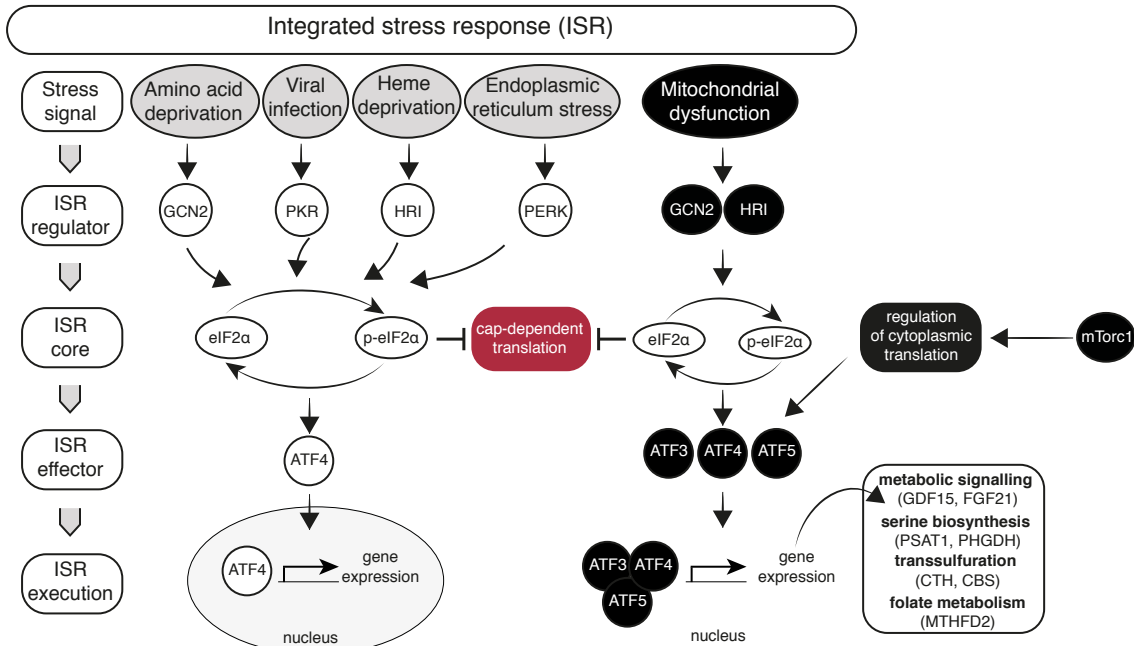 Integrated stress response (ISR)
Stress
signal
Amino acid
deprivation
Viral
infection
Heme
deprivation
Endoplasmic
reticulum stress
Mitochondrial
dysfunction
ISR
regulator
GCN2
PKR
HRI
PERK
GCN2
HRI
ISR
core
eIF2α
p-eIF2α
cap-dependent
translation
eIF2α
p-eIF2α
regulation
of cytoplasmic
translation
mTorc1
ISR
effector
ATF4
ATF3
ATF4
ATF5
ISR
execution
ATF4
gene
expression
nucleus
ATF3
ATF4
ATF5
gene
expression
nucleus
metabolic signalling
(GDF15, FGF21)
serine biosynthesis
(PSAT1, PHGDH)
transsulfuration
(CTH, CBS)
folate metabolism
(MTHFD2)